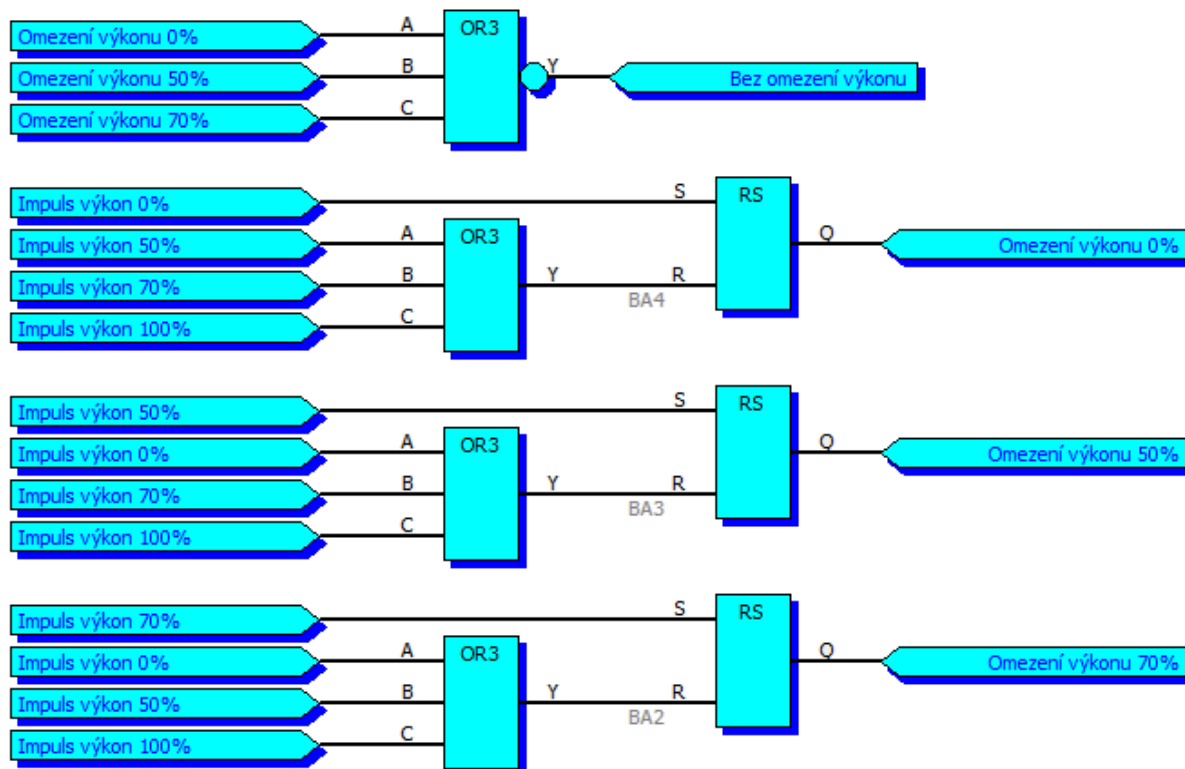 Omezení výkonu 0%
A
OR3
Omezení výkonu 50%
B
Y
Bez omezení výkonu
Omezení výkonu 70%
C
Impuls výkon 0%
S
RS
Impuls výkon 50%
A
OR3
Q
Omezení výkonu 0%
Impuls výkon 70%
B
Y
R
BA4
Impuls výkon 100%
C
Impuls výkon 50%
S
RS
Impuls výkon 0%
A
OR3
Q
Omezení výkonu 50%
Impuls výkon 70%
B
Y
R
BA3
Impuls výkon 100%
C
Impuls výkon 70%
S
RS
Impuls výkon 0%
A
OR3
Q
Omezení výkonu 70%
Impuls výkon 50%
B
Y
R
BA2
Impuls výkon 100%
C